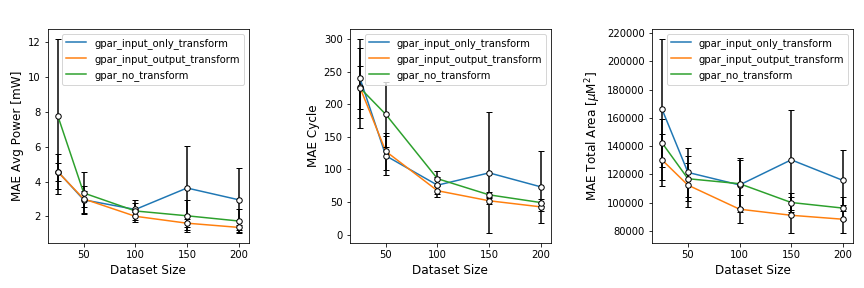 12
10
8
6
4
2
50
100
150
200
MAE Avg Power [mW]
Dataset Size
gpar_input_only_transform
gpar_input_output_transform
gpar_no_transform
300
250
200
150
100
50
0
50
100
150
200
MAE Cycle
Dataset Size
gpar_input_only_transform
gpar_input_output_transform
gpar_no_transform
220000
200000
180000
160000
140000
120000
100000
80000
50
100
150
200
MAE Total Area [μM²]
Dataset Size
gpar_input_only_transform
gpar_input_output_transform
gpar_no_transform